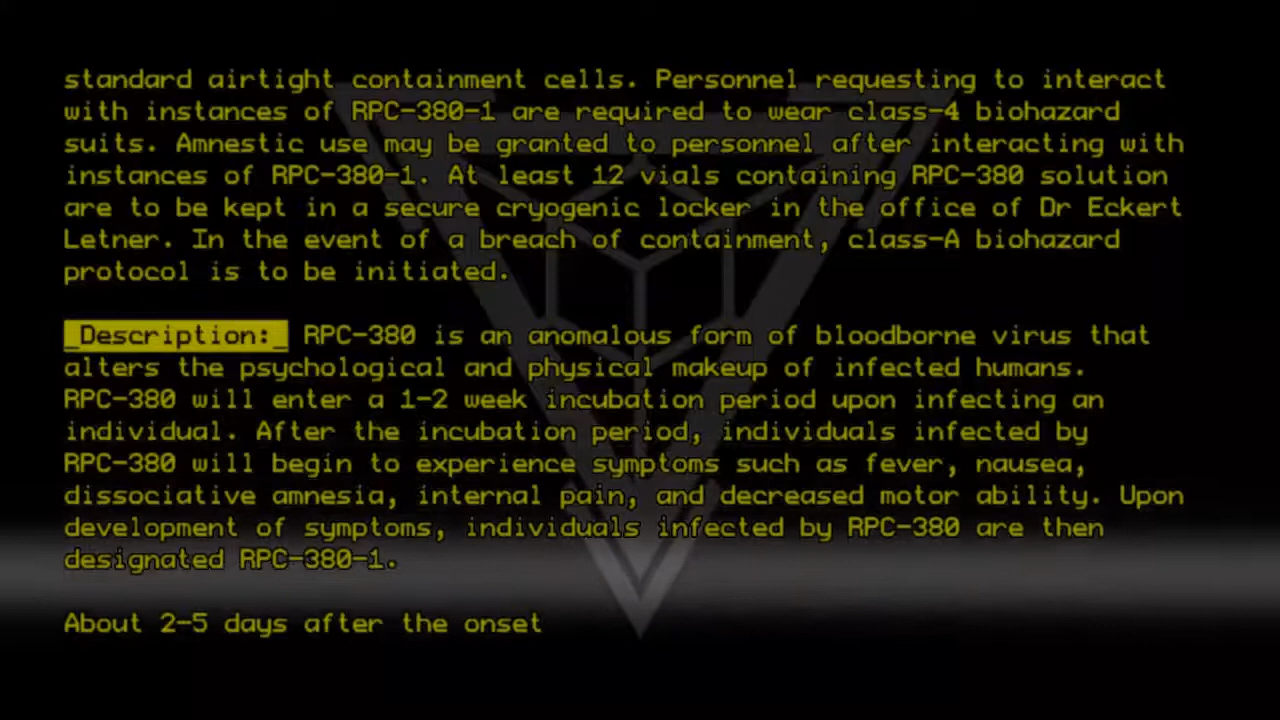 standard airtight containment cells. Personnel requesting to interact
with instances of RPC-380-1 are required to wear class-4 biohazard
suits. Amnestic use may be granted to personnel after interacting with
instances of RPC-380-1. At least 12 vials containing RPC-380 solution
are to be kept in a secure cryogenic locker in the office of Dr Eckert
Letner. In the event of a breach of containment, class-A biohazard
protocol is to be initiated.
_Description:_ RPC-380 is an anomalous form of bloodborne virus that
alters the psychological and physical makeup of infected humans.
RPC-380 will enter a 1-2 week incubation period upon infecting an
individual. After the incubation period, individuals infected by
RPC-380 will begin to experience symptoms such as fever, nausea,
dissociative amnesia, internal pain, and decreased motor ability. Upon
development of symptoms, individuals infected by RPC-380 are then
designated RPC-380-1.
About 2-5 days after the onset